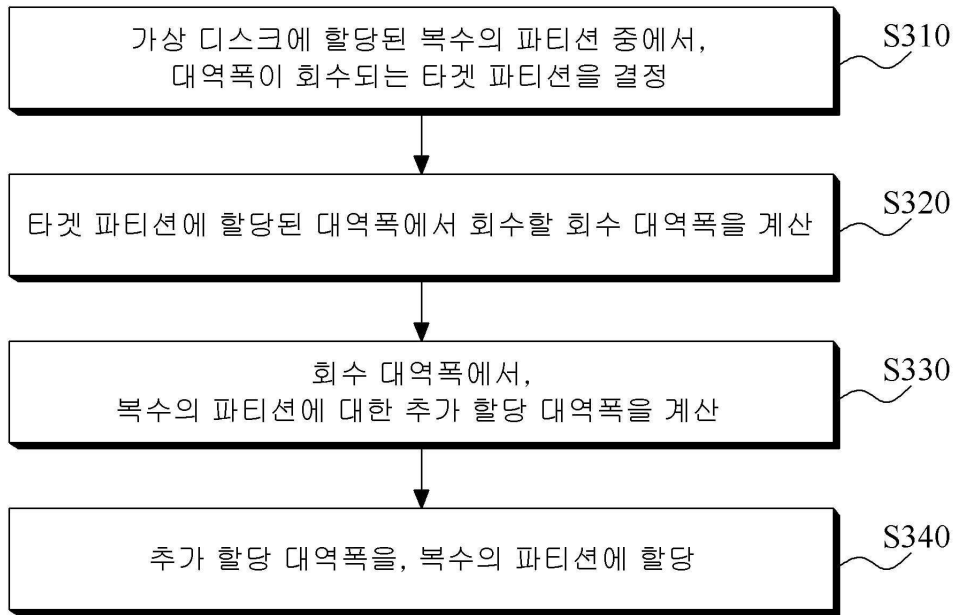 가상 디스크에 할당된 복수의 파티션 중에서,
대역폭이 회수되는 타겟 파티션을 결정
S310
타겟 파티션에 할당된 대역폭에서 회수할 회수 대역폭을 계산
S320
회수 대역폭에서,
복수의 파티션에 대한 추가 할당 대역폭을 계산
S330
추가 할당 대역폭을, 복수의 파티션에 할당
S340